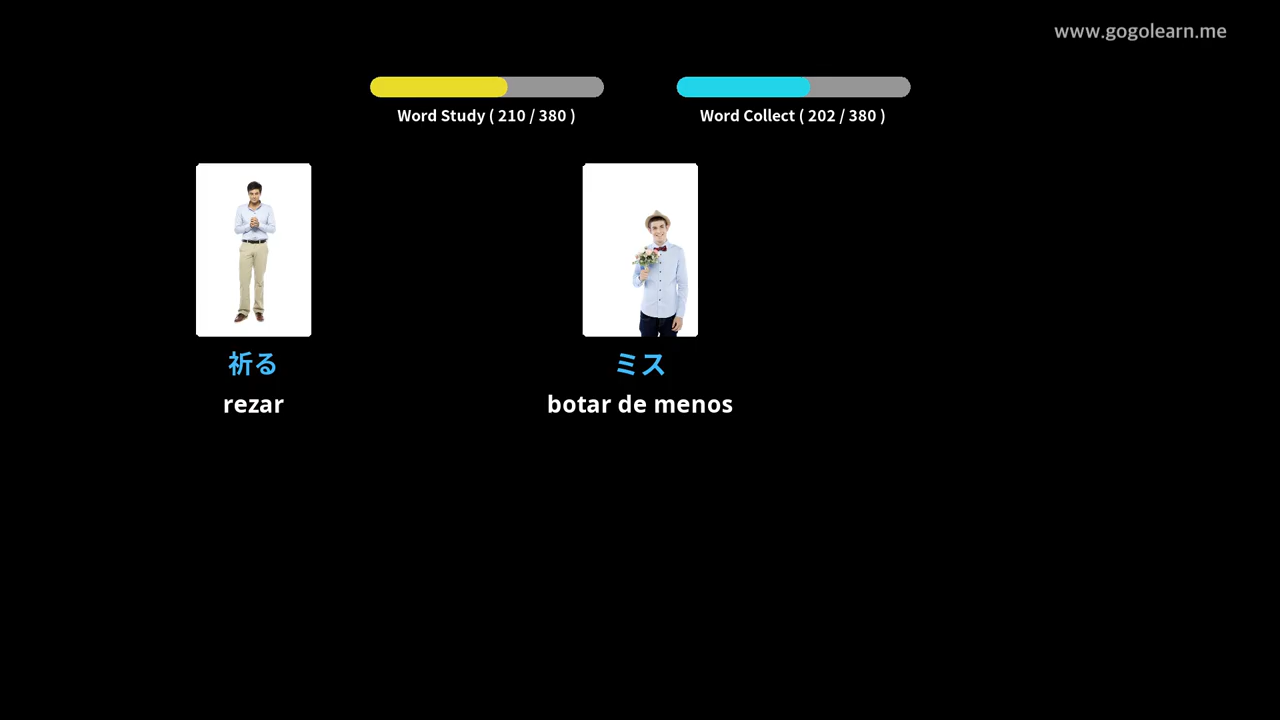 www.gogolearn.me
Word Study ( 210 / 380 )
Word Collect ( 202 / 380 )
祈る
rezar
ミス
botar de menos